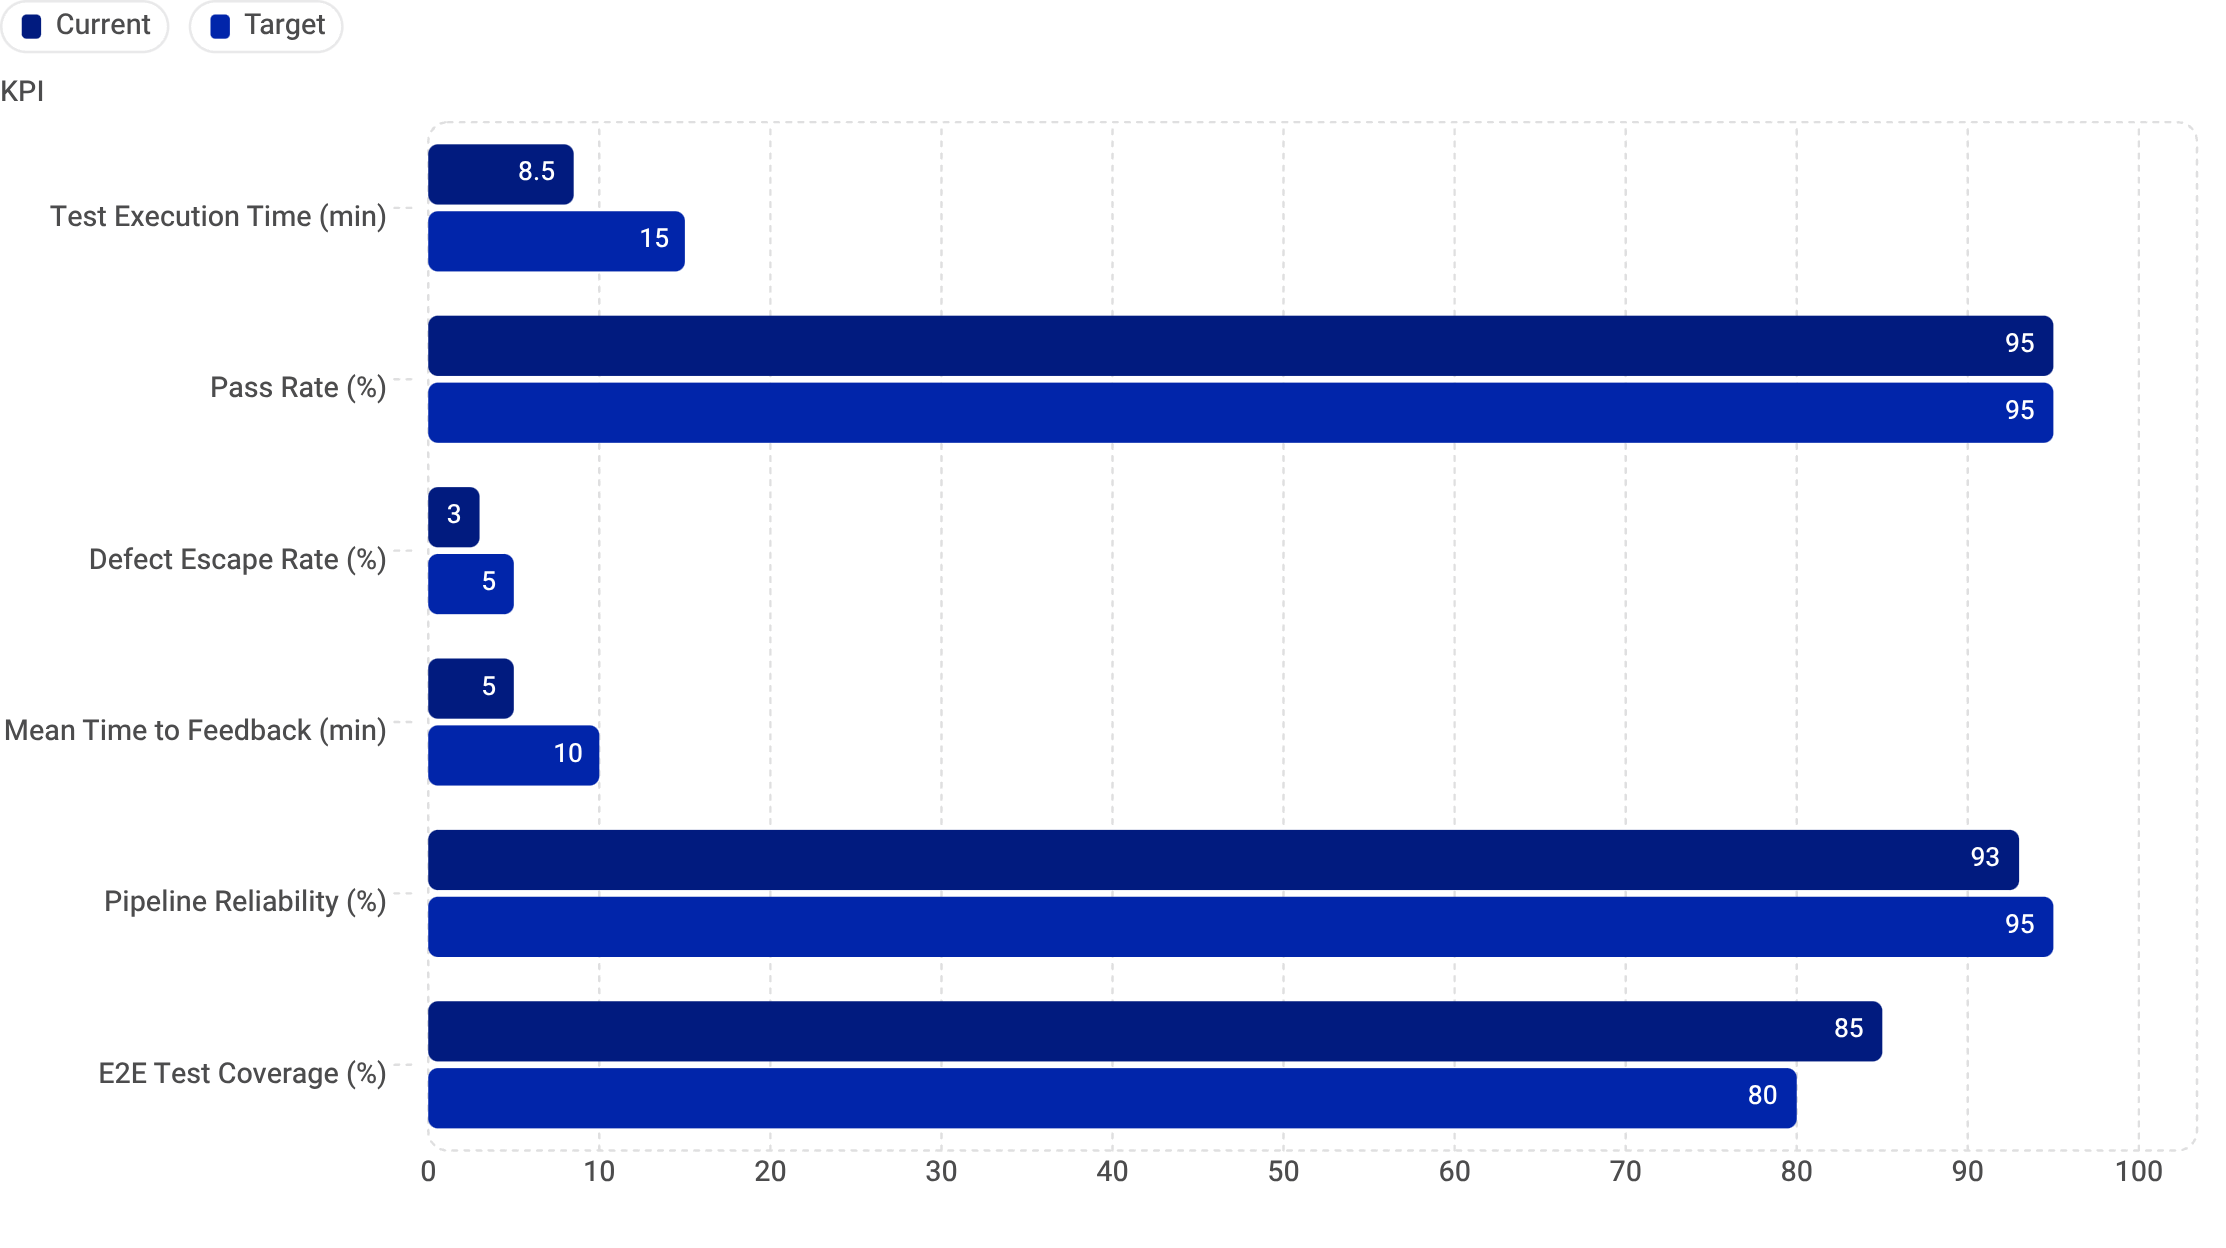 Current Target
KPI
8.5
Test Execution Time (min)
15
95
Pass Rate (%)
95
3
Defect Escape Rate (%)
5
5
Mean Time to Feedback (min)
10
93
Pipeline Reliability (%)
95
85
E2E Test Coverage (%)
80
0 10 20 30 40 50 60 70 80 90 100